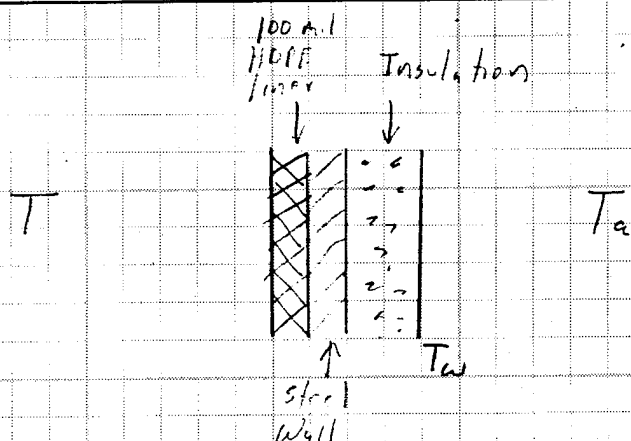 100 mil
HDPE
liner
Insulation
T
Ta
Tw
Steel
Wall